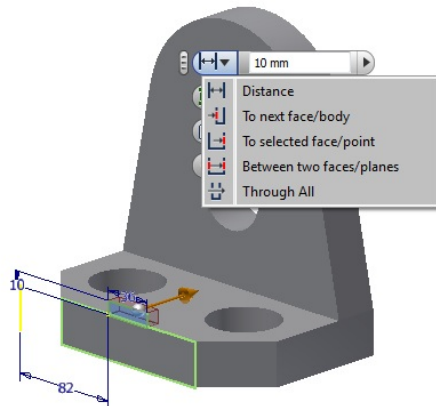 10 mm
Distance
To next face/body
To selected face/point
Between two faces/planes
Through All
10
82